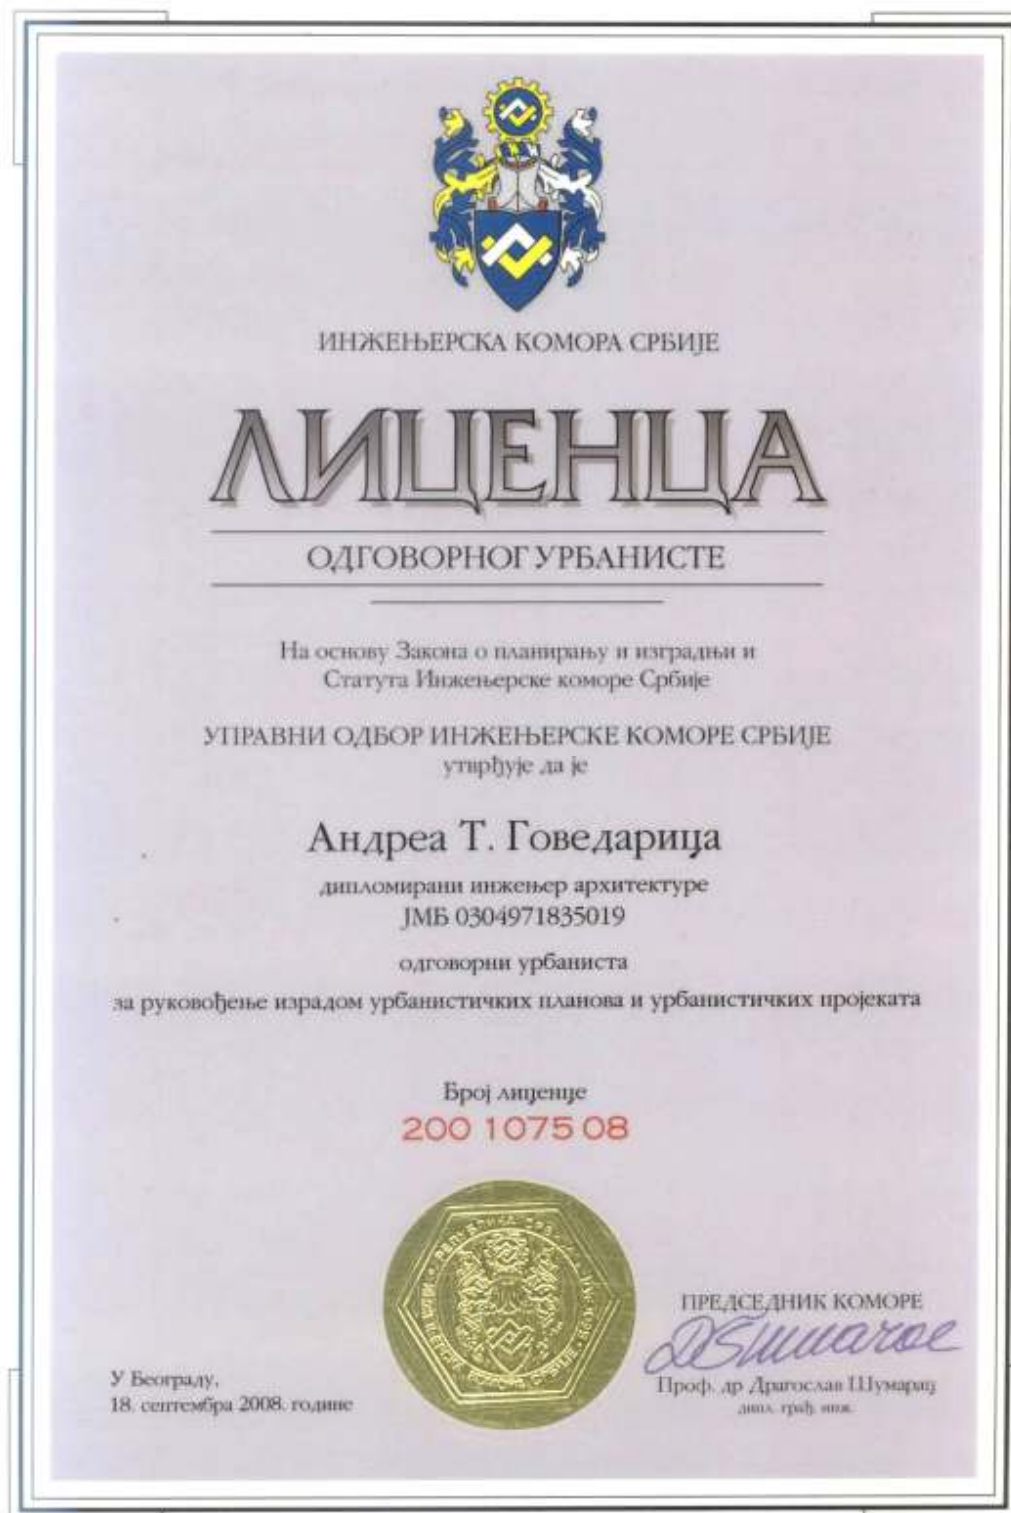 ИНЖЕЊЕРСКА КОМОРА СРБИЈЕ
ЛИЦЕНЦА
ОДГОВОРНОГ УРБАНИСТЕ
На основу Закона о планирању и изградњи и
Статута Инжењерске коморе Србије
УПРАВНИ ОДБОР ИНЖЕЊЕРСКЕ КОМОРЕ СРБИЈЕ
утврђује да је
Андреа Т. Говедарица
дипломирани инжењер архитектуре
ЈМБ 0304971835019
одговорни урбаниста
за руковођење израдом урбанистичких планова и урбанистичких пројеката
Број лиценце
200 1075 08
У Београду,
18. септембра 2008. године
ПРЕДСЕДНИК КОМОРЕ
Проф. др Драгослав Шумарац
дипл. грађ. инж.